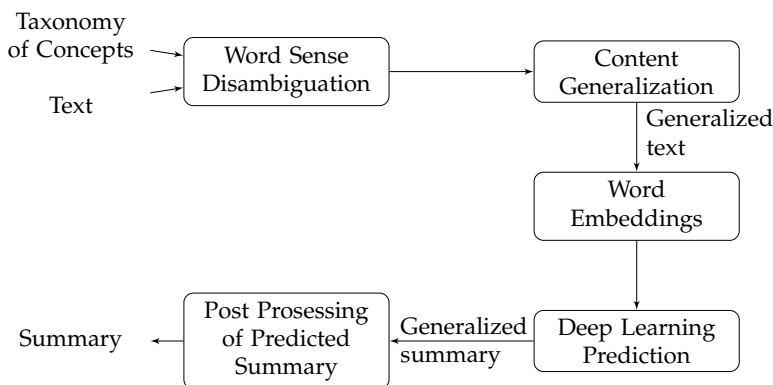 Taxonomy
of Concepts
Text
Word Sense
Disambiguation
Content
Generalization
Generalized
text
Word
Embeddings
Deep Learning
Prediction
Generalized
summary
Post Prosessing
of Predicted
Summary
Summary